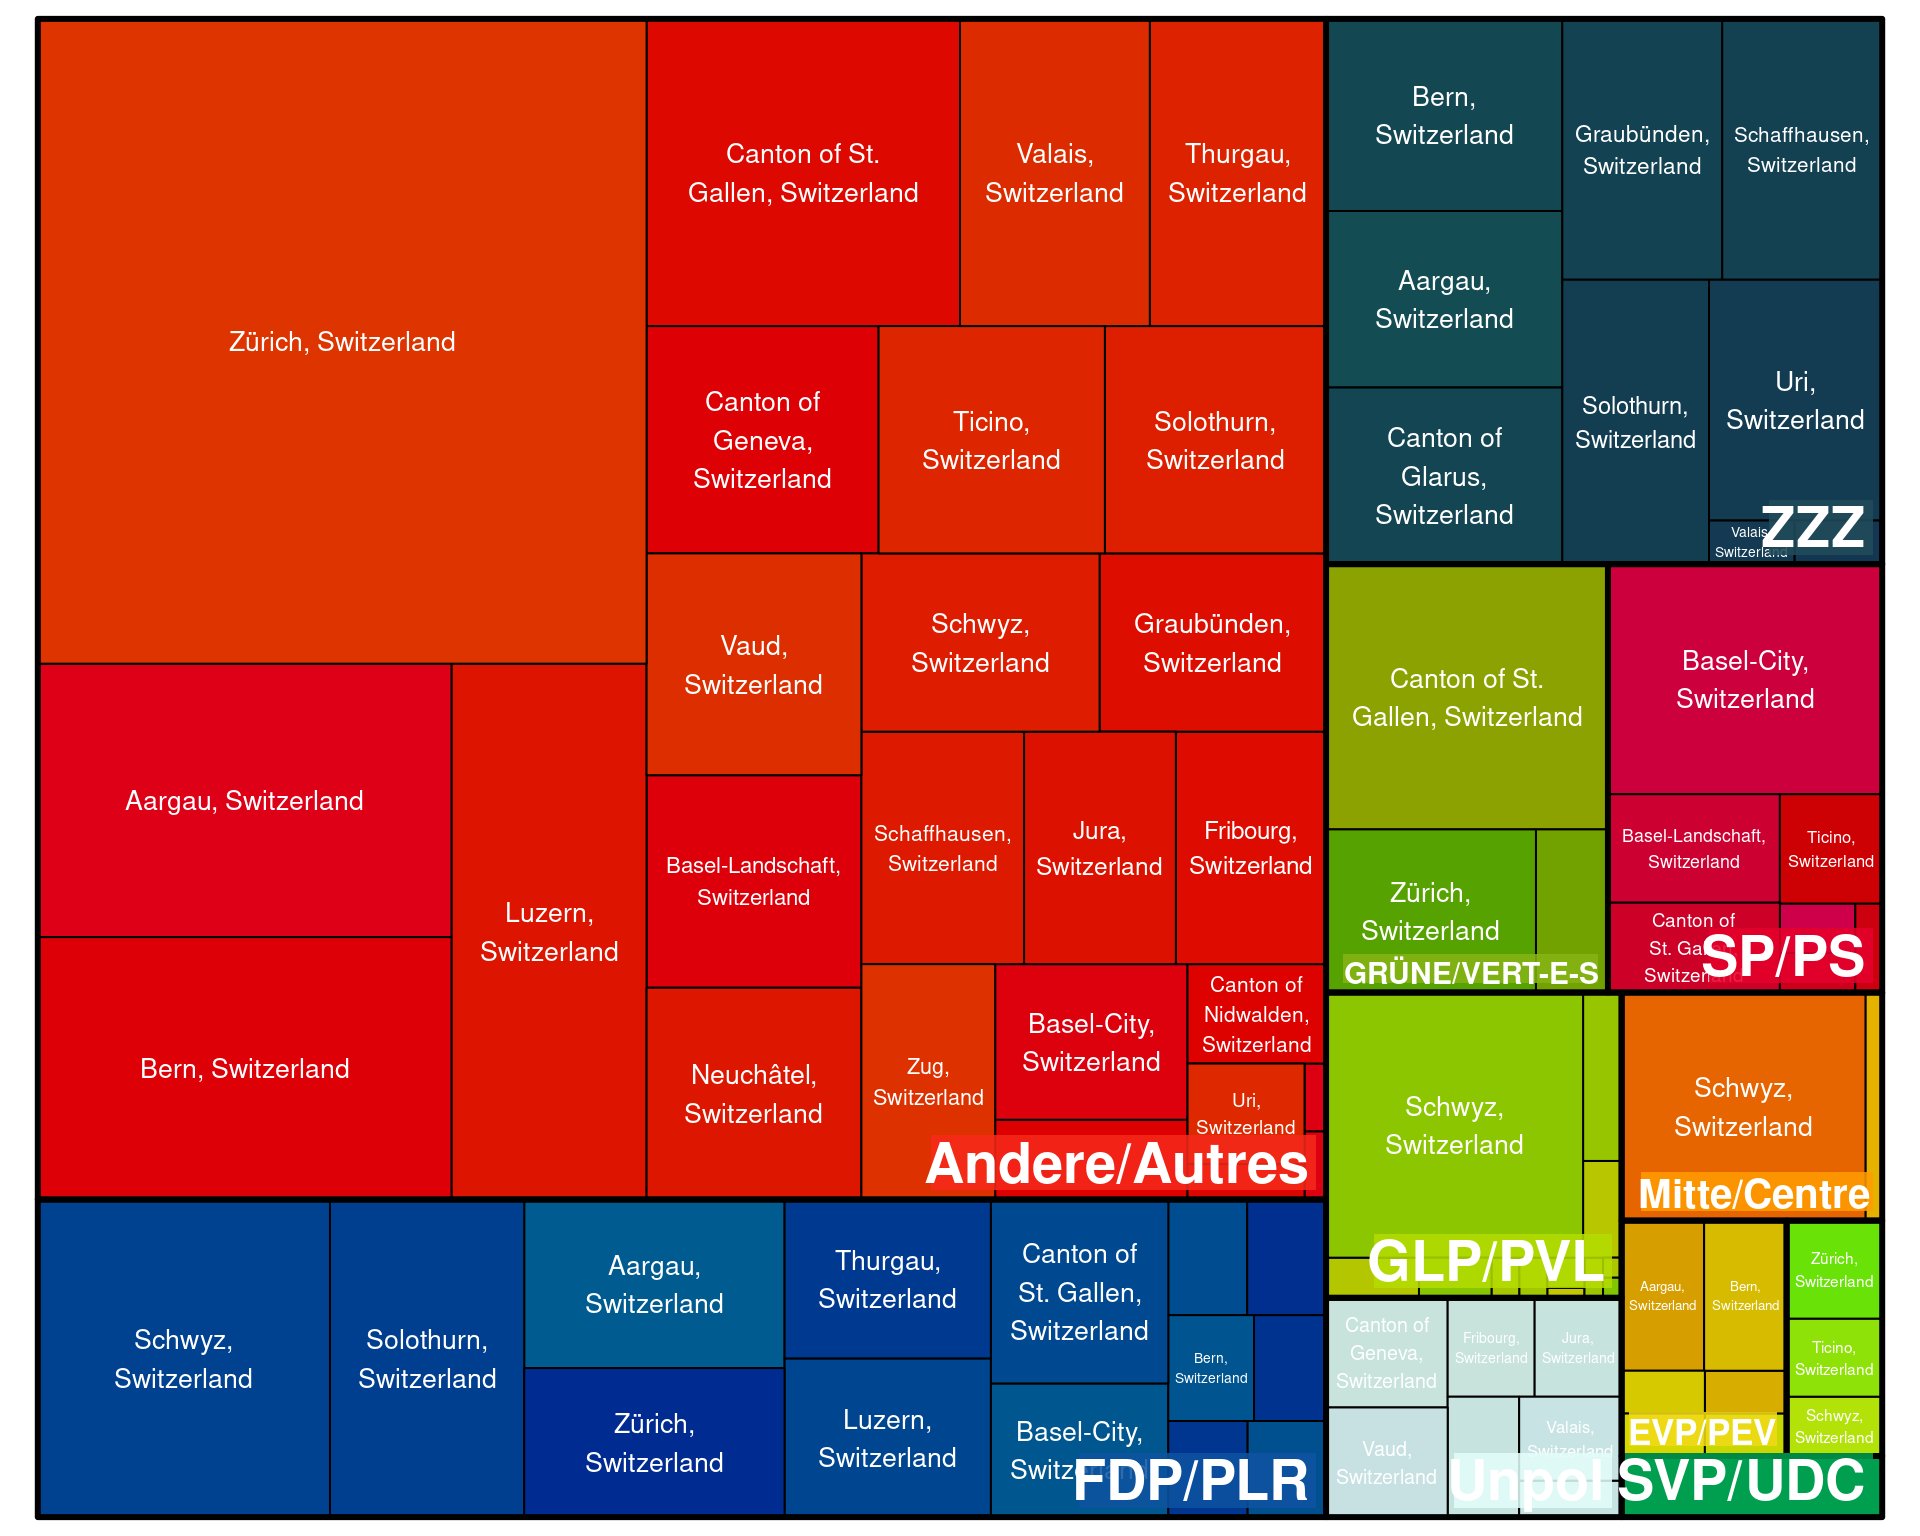 Zürich, Switzerland
Aargau, Switzerland
Bern, Switzerland
Luzern,
Switzerland
Canton of St.
Gallen, Switzerland
Valais,
Switzerland
Thurgau,
Switzerland
Canton of
Geneva,
Switzerland
Ticino,
Switzerland
Solothurn,
Switzerland
Vaud,
Switzerland
Schwyz,
Switzerland
Graubünden,
Switzerland
Basel-Landschaft,
Switzerland
Schaffhausen,
Switzerland
Jura,
Switzerland
Fribourg,
Switzerland
Neuchâtel,
Switzerland
Zug,
Switzerland
Basel-City,
Switzerland
Canton of
Nidwalden,
Switzerland
Uri,
Switzerland
Andere/Autres
Schwyz,
Switzerland
Solothurn,
Switzerland
Aargau,
Switzerland
Zürich,
Switzerland
Thurgau,
Switzerland
Luzern,
Switzerland
Canton of
St. Gallen,
Switzerland
Basel-City,
Switzerland
Bern,
Switzerland
FDP/PLR
Bern,
Switzerland
Aargau,
Switzerland
Canton of
Glarus,
Switzerland
Graubünden,
Switzerland
Schaffhausen,
Switzerland
Solothurn,
Switzerland
Uri,
Switzerland
Valais,
Switzerland
ZZZ
Canton of St.
Gallen, Switzerland
Zürich,
Switzerland
GRÜNE/VERT-E-S
Basel-City,
Switzerland
Basel-Landschaft,
Switzerland
Ticino,
Switzerland
Canton of
St. Gallen,
Switzerland
SP/PS
Schwyz,
Switzerland
GLP/PVL
Schwyz,
Switzerland
Mitte/Centre
Canton of
Geneva,
Switzerland
Fribourg,
Switzerland
Jura,
Switzerland
Vaud,
Switzerland
Valais,
Switzerland
Unpol
Aargau,
Switzerland
Bern,
Switzerland
EVP/PEV
Zürich,
Switzerland
Ticino,
Switzerland
Schwyz,
Switzerland
SVP/UDC